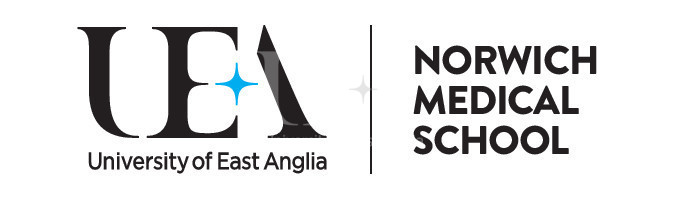 UEA
University of East Anglia
NORWICH
MEDICAL
SCHOOL